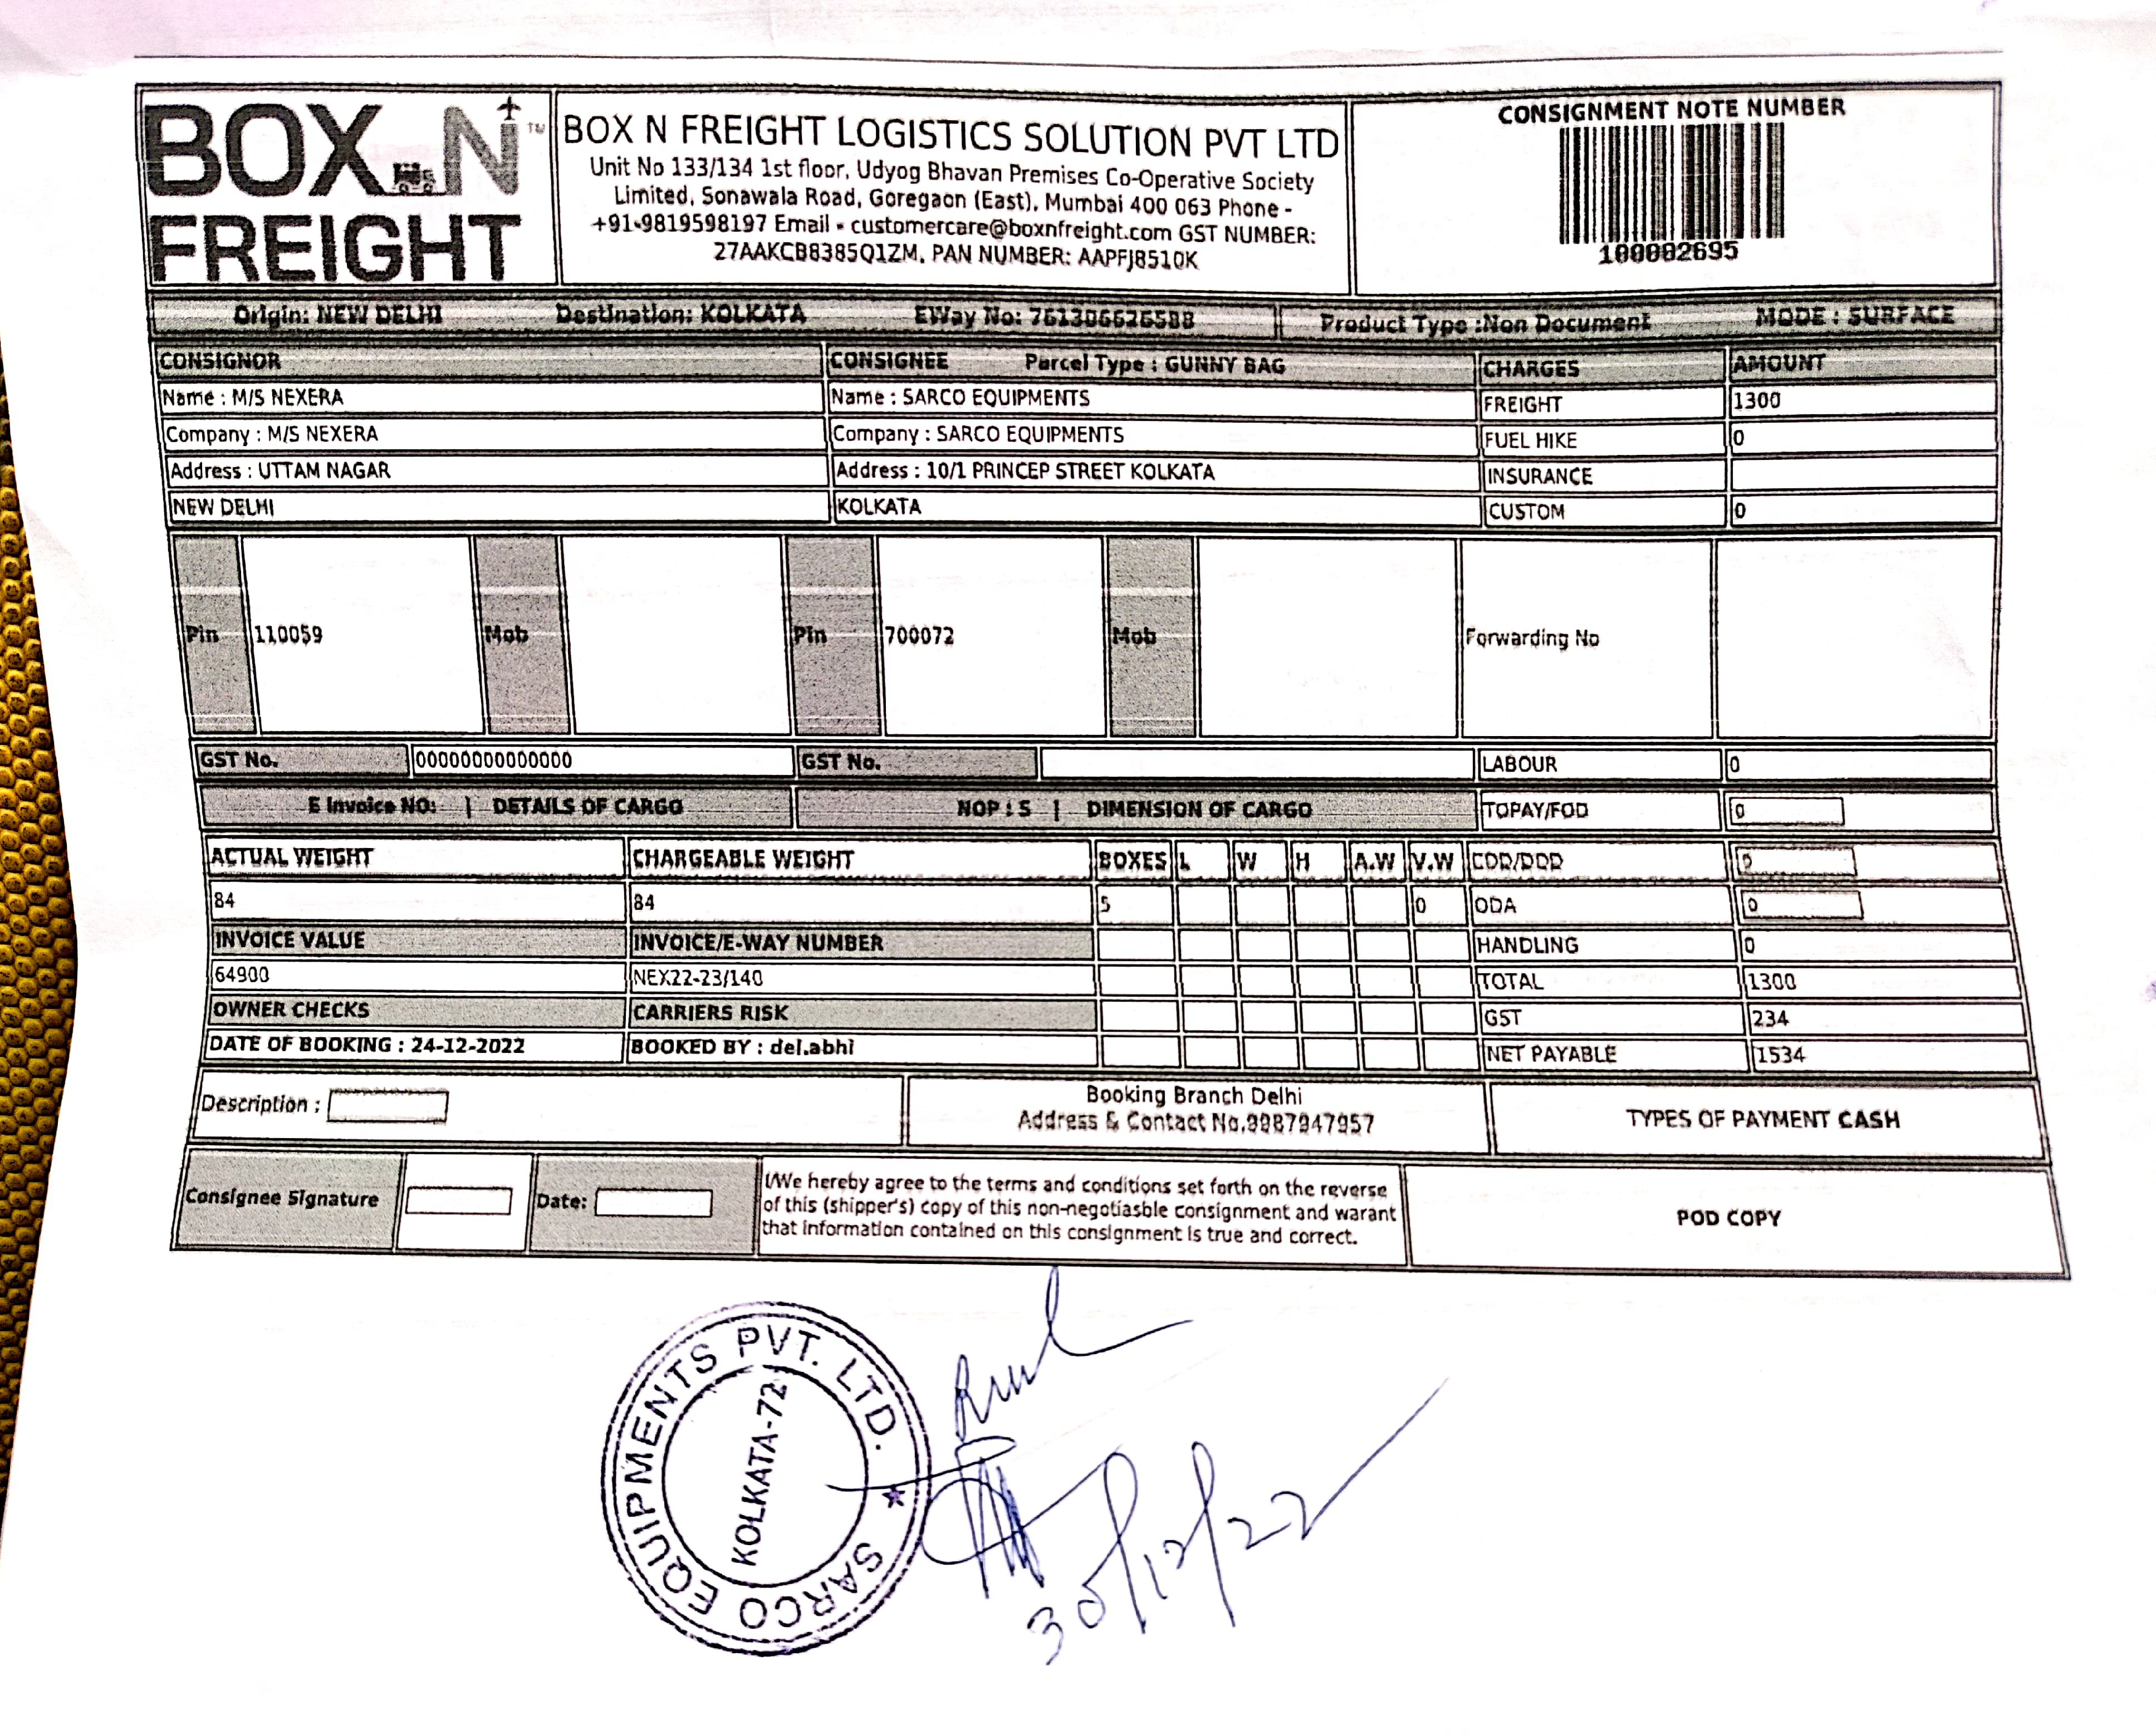 BOX N™
FREIGHT
BOX N FREIGHT LOGISTICS SOLUTION PVT LTD
Unit No 133/134 1st floor, Udyog Bhavan Premises Co-Operative Society
Limited, Sonawala Road, Goregaon (East), Mumbai 400 063 Phone -
+91-9819598197 Email - customercare@boxnfreight.com GST NUMBER:
27AAKCB8385Q1ZM, PAN NUMBER: AAPFJ8510K
CONSIGNMENT NOTE NUMBER
100002695
Origin: NEW DELHI Destination: KOLKATA EWay No: 761306626588 Product Type :Non Document MODE : SURFACE
CONSIGNOR CONSIGNEE Parcel Type : GUNNY BAG CHARGES AMOUNT
Name : M/S NEXERA Name : SARCO EQUIPMENTS FREIGHT 1300
Company : M/S NEXERA Company : SARCO EQUIPMENTS FUEL HIKE 0
Address : UTTAM NAGAR Address : 10/1 PRINCEP STREET KOLKATA INSURANCE
NEW DELHI KOLKATA CUSTOM 0
Pin 110059 Mob Pin 700072 Mob Forwarding No
GST No. 00000000000000 GST No. LABOUR 0
E Invoice NO: | DETAILS OF CARGO NOP : 5 | DIMENSION OF CARGO TOPAY/FOD 0
ACTUAL WEIGHT CHARGEABLE WEIGHT BOXES L W H A.W V.W COD/DOD 0
84 84 5 0 ODA 0
INVOICE VALUE INVOICE/E-WAY NUMBER HANDLING 0
64900 NEX22-23/140 TOTAL 1300
OWNER CHECKS CARRIERS RISK GST 234
DATE OF BOOKING : 24-12-2022 BOOKED BY : del.abhi NET PAYABLE 1534
Description : Booking Branch Delhi
Address & Contact No.9987947957 TYPES OF PAYMENT CASH
Consignee Signature Date: I/We hereby agree to the terms and conditions set forth on the reverse
of this (shipper's) copy of this non-negotiasble consignment and warant
that information contained on this consignment is true and correct.
POD COPY
SARCO EQUIPMENTS PVT. LTD. ★
KOLKATA-72
30/12/22